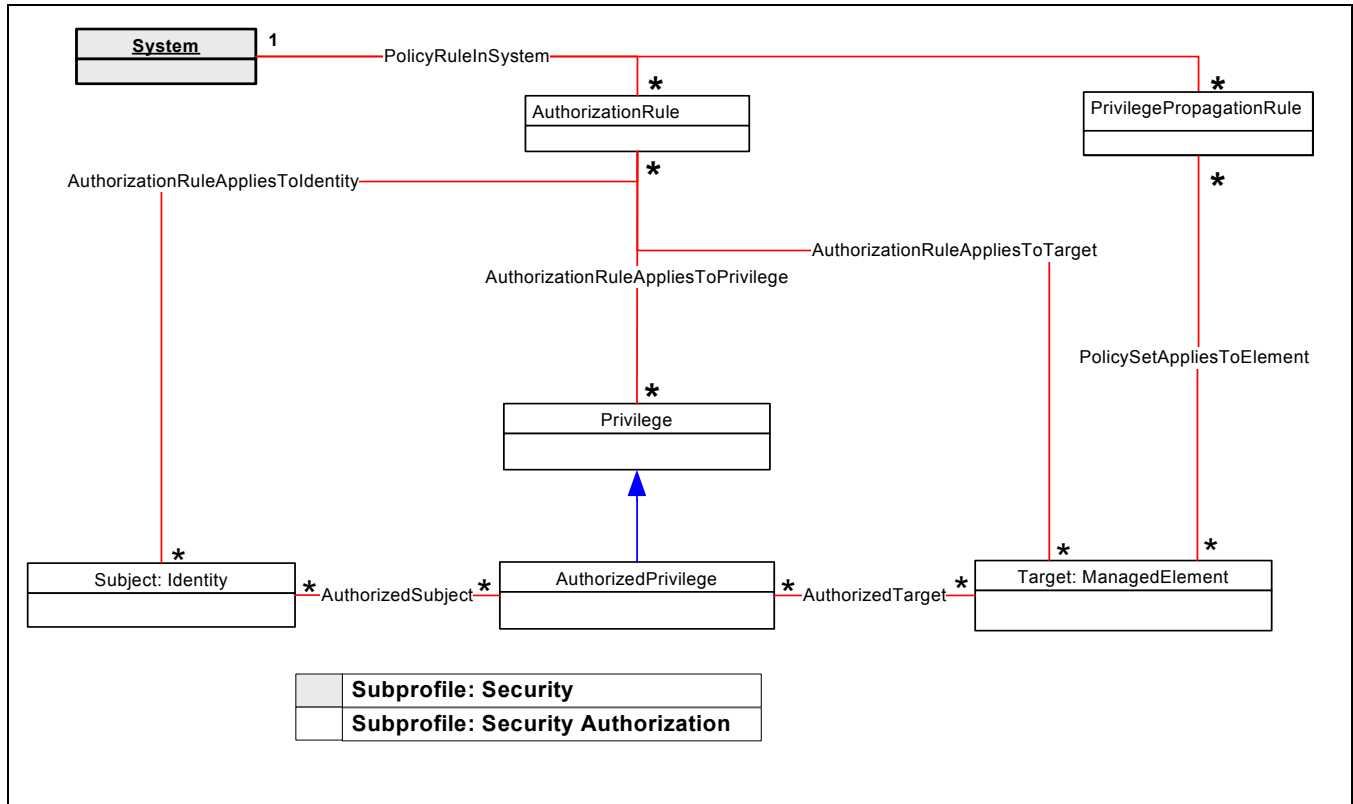 System
1
PolicyRuleInSystem
*
*
AuthorizationRule
PrivilegePropagationRule
*
*
AuthorizationRuleAppliesToIdentity
AuthorizationRuleAppliesToTarget
AuthorizationRuleAppliesToPrivilege
PolicySetAppliesToElement
*
Privilege
*
*
*
Subject: Identity
AuthorizedPrivilege
Target: ManagedElement
*
AuthorizedSubject
*
*
AuthorizedTarget
*
Subprofile: Security
Subprofile: Security Authorization